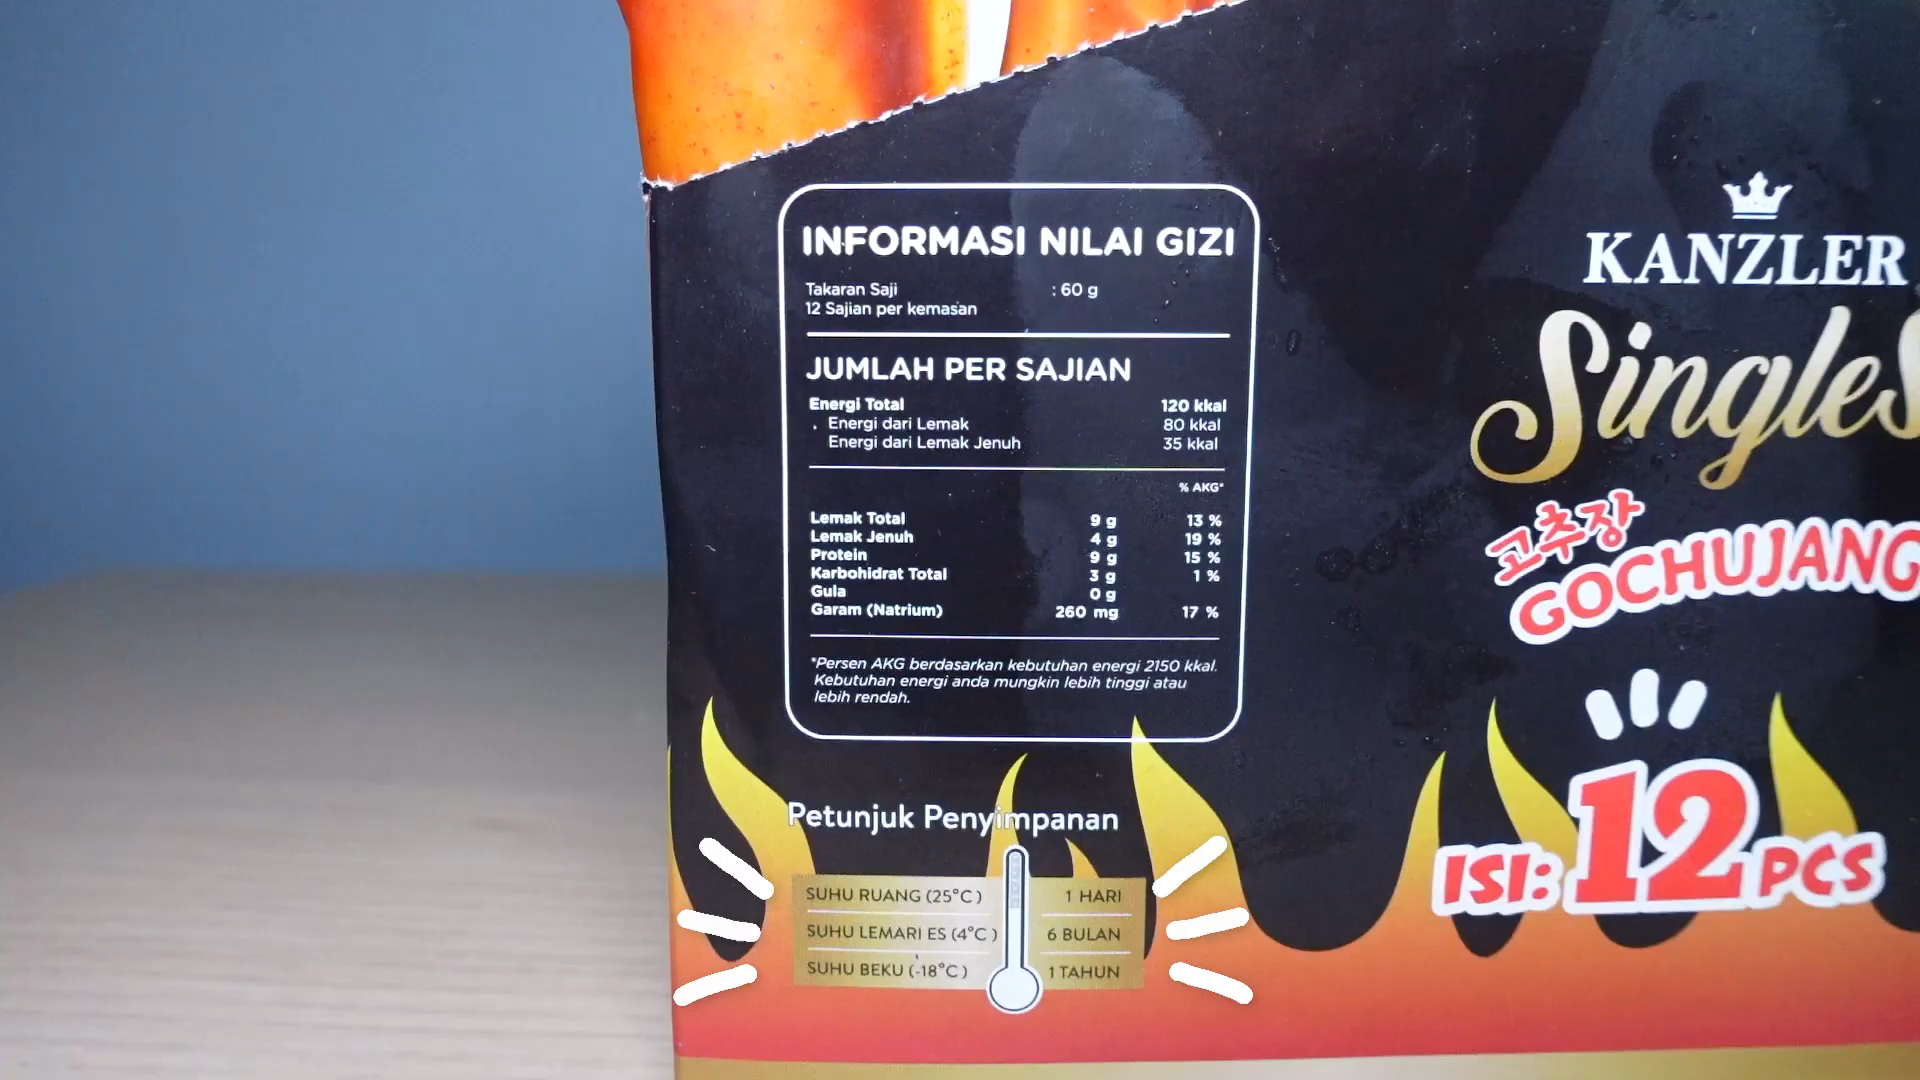 INFORMASI NILAI GIZI
Takaran Saji : 60 g
12 Sajian per kemasan
JUMLAH PER SAJIAN
Energi Total 120 kkal
Energi dari Lemak 80 kkal
Energi dari Lemak Jenuh 35 kkal
% AKG*
Lemak Total 9 g 13 %
Lemak Jenuh 4 g 19 %
Protein 9 g 15 %
Karbohidrat Total 3 g 1 %
Gula 0 g
Garam (Natrium) 260 mg 17 %
*Persen AKG berdasarkan kebutuhan energi 2150 kkal.
Kebutuhan energi anda mungkin lebih tinggi atau
lebih rendah.
Petunjuk Penyimpanan
SUHU RUANG (25°C) 1 HARI
SUHU LEMARI ES (4°C) 6 BULAN
SUHU BEKU (-18°C) 1 TAHUN
KANZLER
Singles
고추장
GOCHUJANG
ISI: 12 PCS